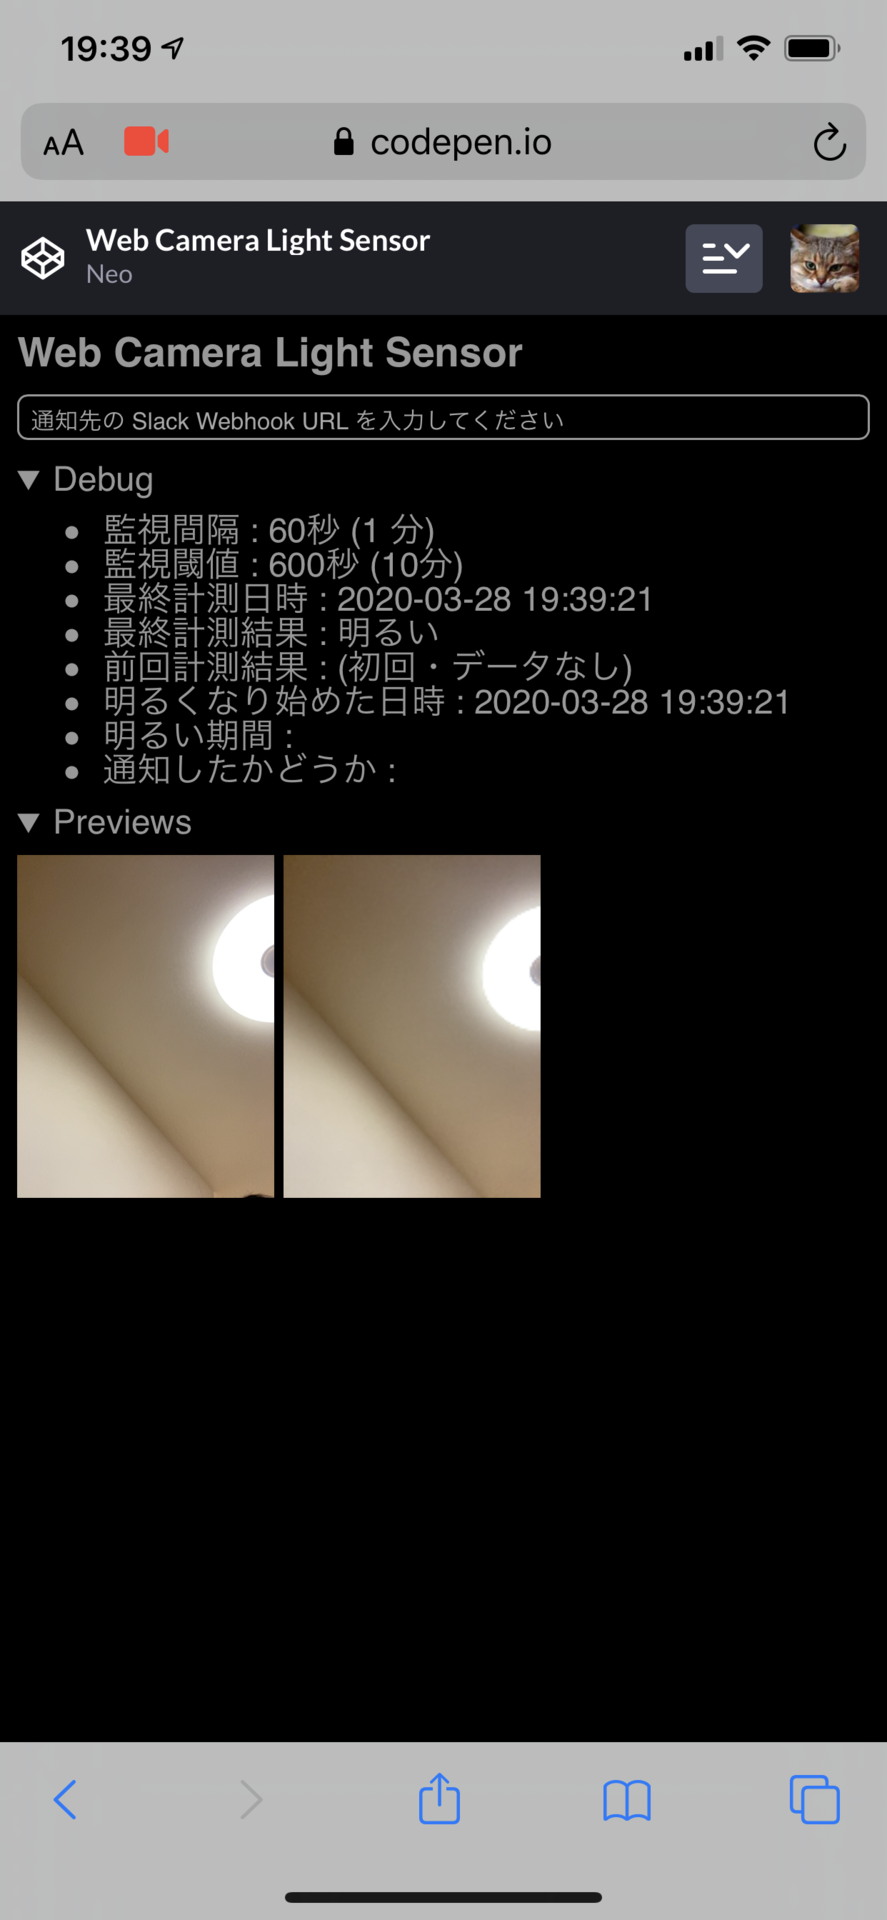 19:39
AA
codepen.io
Web Camera Light Sensor
Neo
Web Camera Light Sensor
通知先の Slack Webhook URL を入力してください
▼ Debug
• 監視間隔 : 60秒 (1 分)
• 監視閾値 : 600秒 (10分)
• 最終計測日時 : 2020-03-28 19:39:21
• 最終計測結果 : 明るい
• 前回計測結果 : (初回・データなし)
• 明るくなり始めた日時 : 2020-03-28 19:39:21
• 明るい期間 :
• 通知したかどうか :
▼ Previews